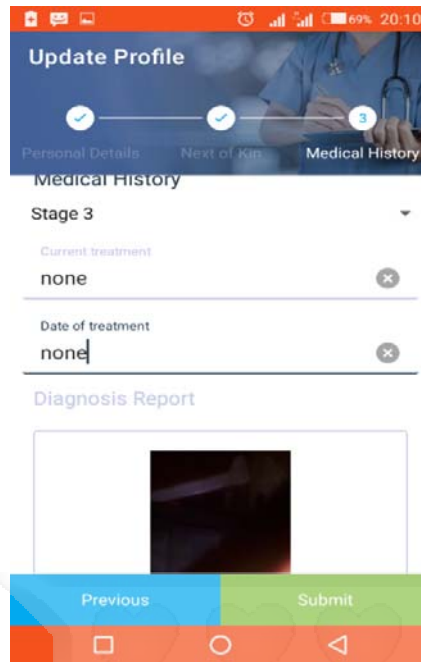 69% 20:10
Update Profile
3
Personal Details Next of Kin Medical History
Medical History
Stage 3
Current treatment
none
Date of treatment
none
Diagnosis Report
Previous Submit